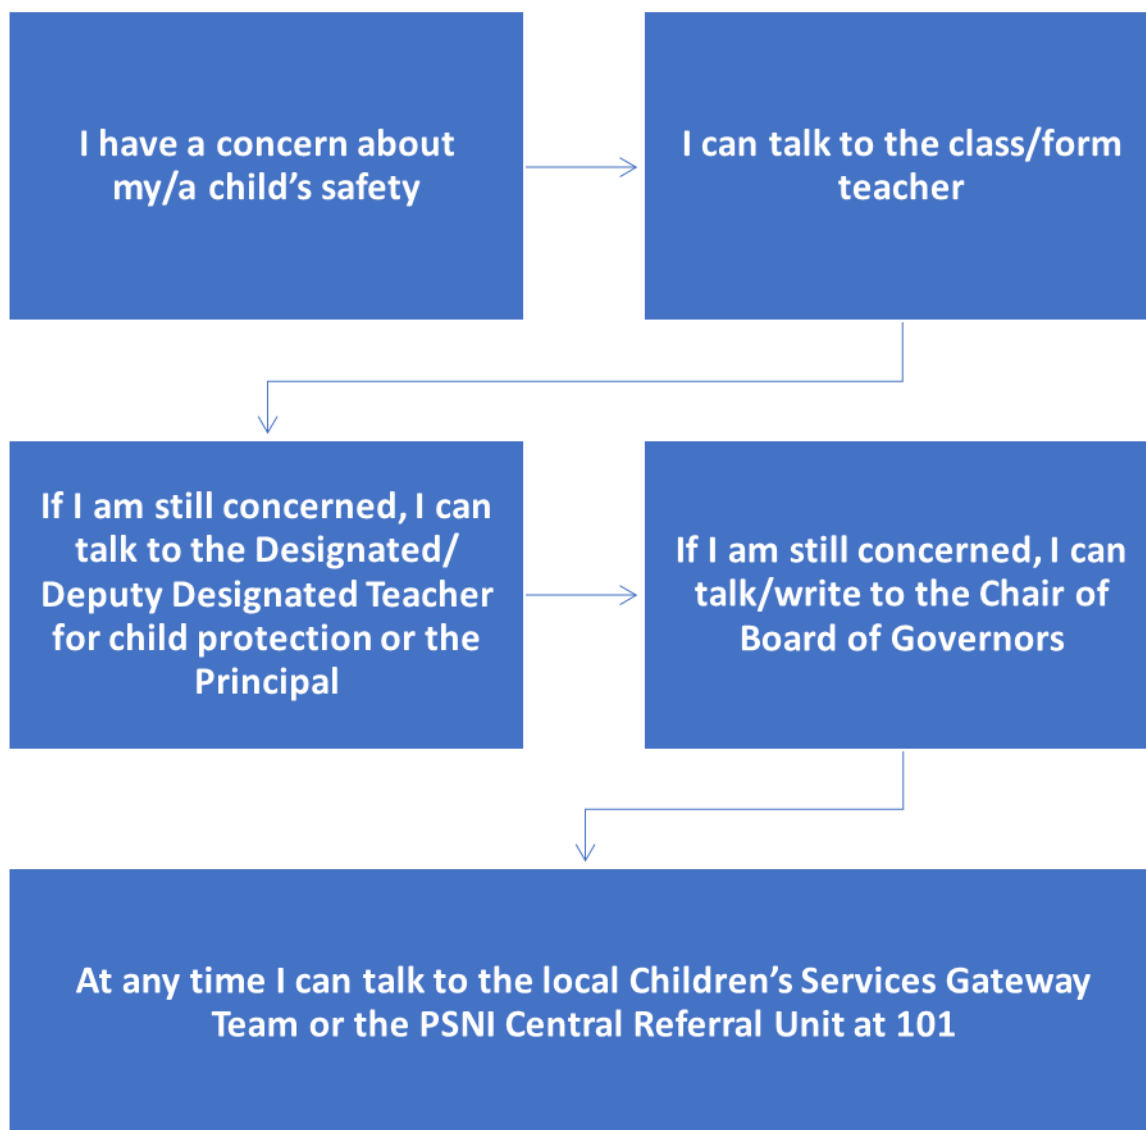 I have a concern about
my/a child’s safety
I can talk to the class/form
teacher
If I am still concerned, I can
talk to the Designated/
Deputy Designated Teacher
for child protection or the
Principal
If I am still concerned, I can
talk/write to the Chair of
Board of Governors
At any time I can talk to the local Children’s Services Gateway
Team or the PSNI Central Referral Unit at 101